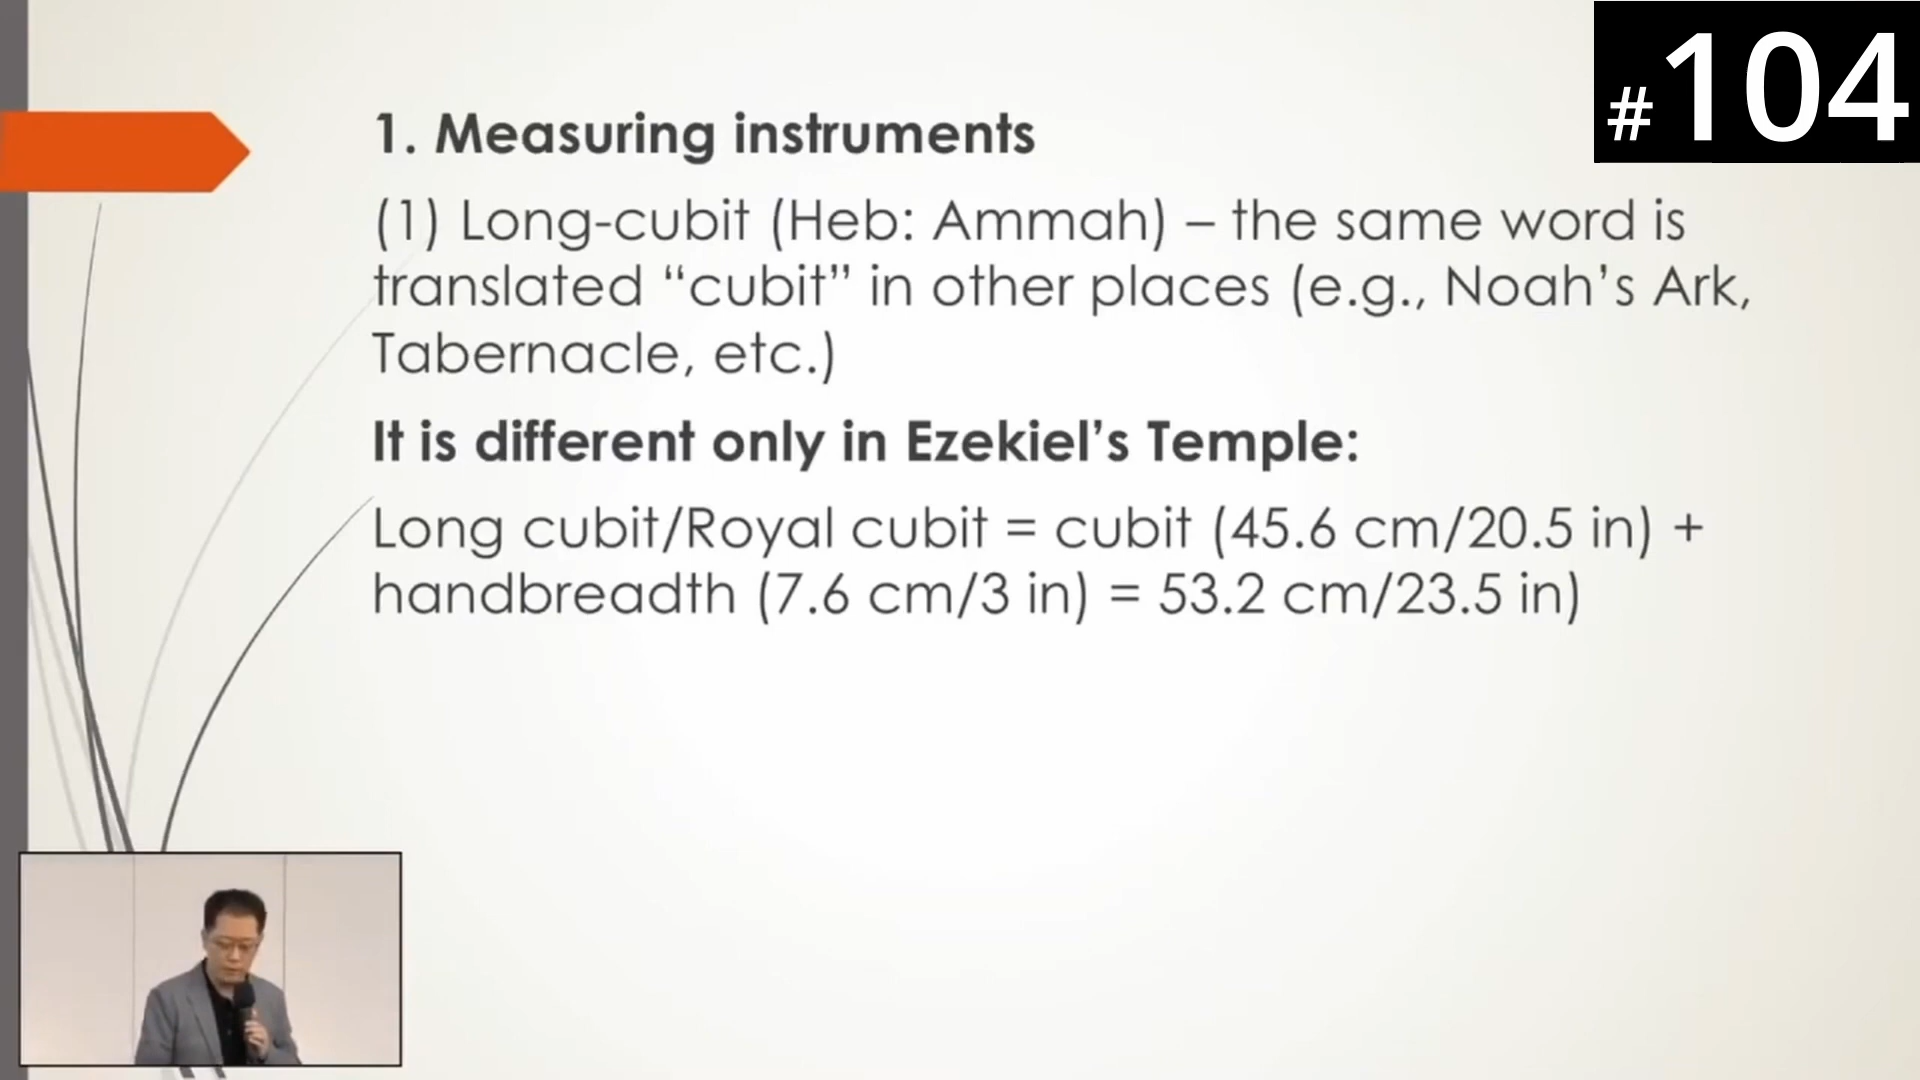 #104
1. Measuring instruments
(1) Long-cubit (Heb: Ammah) – the same word is
translated “cubit” in other places (e.g., Noah’s Ark,
Tabernacle, etc.)
It is different only in Ezekiel’s Temple:
Long cubit/Royal cubit = cubit (45.6 cm/20.5 in) +
handbreadth (7.6 cm/3 in) = 53.2 cm/23.5 in)